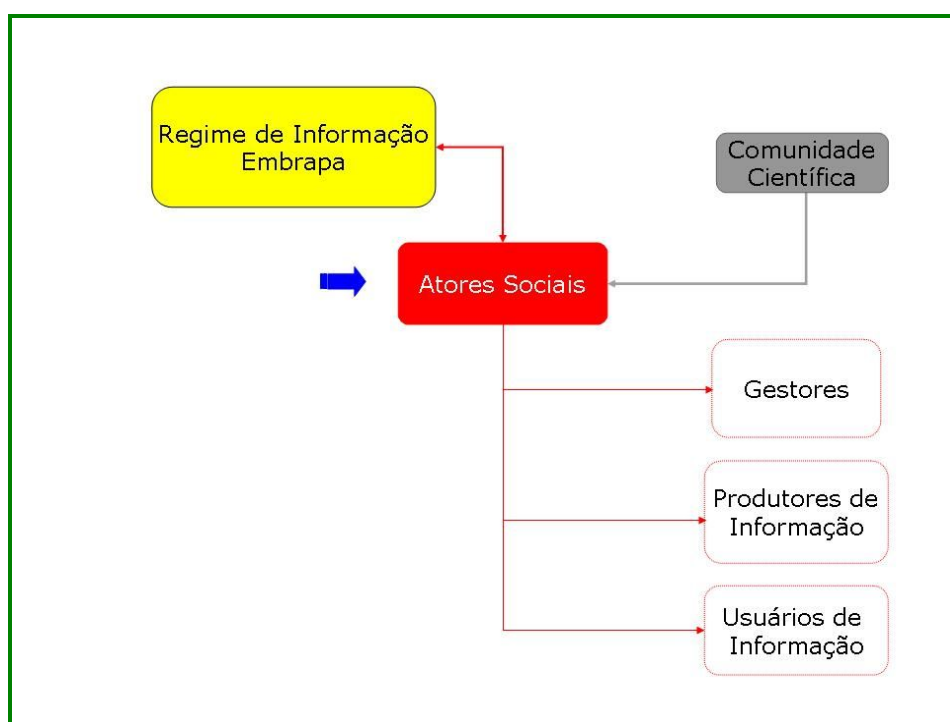 Regime de Informação
Embrapa
Comunidade
Científica
Atores Sociais
Gestores
Produtores de
Informação
Usuários de
Informação